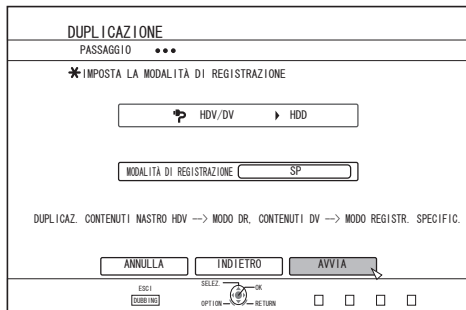 DUPLICAZIONE
PASSAGGIO
IMPOSTA LA MODALITÀ DI REGISTRAZIONE
HDV/DV HDD
MODALITÀ DI REGISTRAZIONE SP
DUPLICAZ. CONTENUTI NASTRO HDV --> MODO DR, CONTENUTI DV --> MODO REGISTR. SPECIFIC.
ANNULLA INDIETRO AVVIA
ESCI
DUBBING
SELEZ. OK
OPTION RETURN